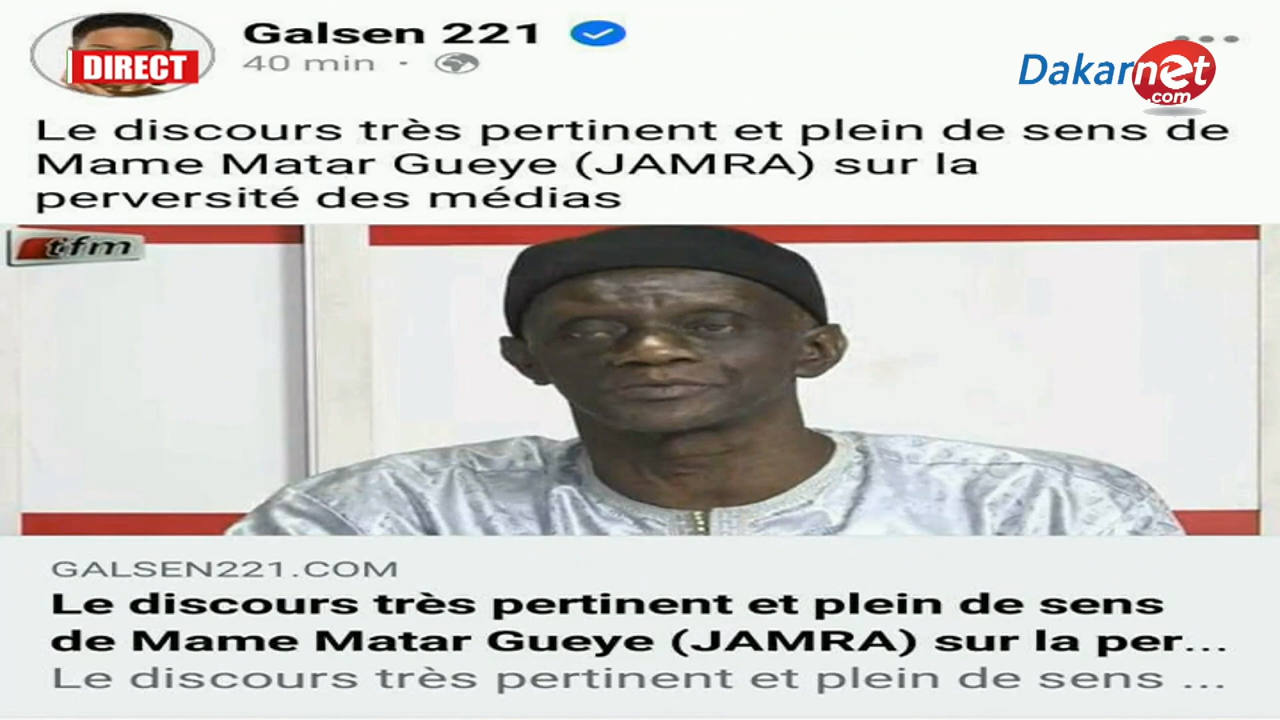 Galsen 221
DIRECT
40 min ·
Dakarnet
.com
Le discours très pertinent et plein de sens de
Mame Matar Gueye (JAMRA) sur la
perversité des médias
tfm
GALSEN221.COM
Le discours très pertinent et plein de sens
de Mame Matar Gueye (JAMRA) sur la per...
Le discours très pertinent et plein de sens ...